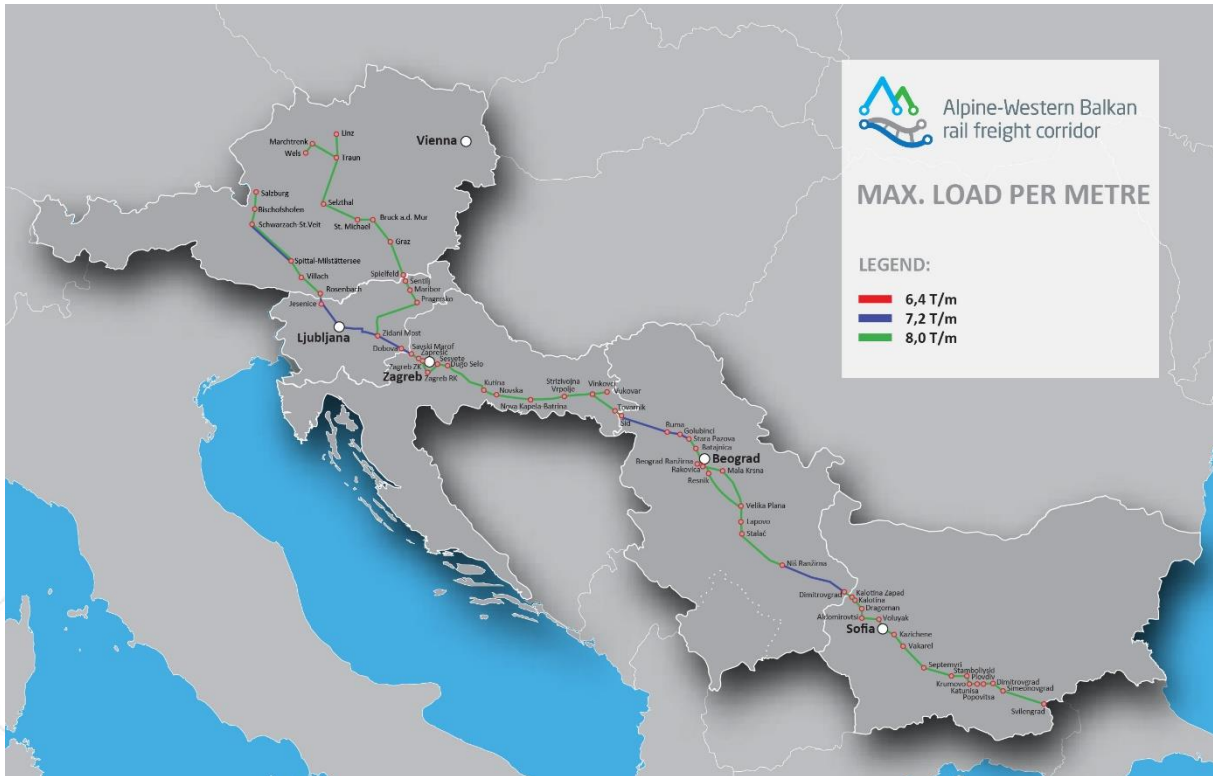 Alpine-Western Balkan
rail freight corridor
MAX. LOAD PER METRE
LEGEND:
6,4 T/m
7,2 T/m
8,0 T/m
Linz
Marchtrenk
Wels
Traun
Vienna
Salzburg
Bischofshofen
Schwarzach-St.Veit
Selzthal
St. Michael
Bruck a.d. Mur
Graz
Spittal-Milstättersee
Villach
Rosenbach
Spielfeld
Sentilj
Maribor
Pragersko
Jesenice
Ljubljana
Zidani Most
Dobova
Savski Marof
Zaprešić
Sesvete
Dugo Selo
Zagreb ZK
Zagreb
Zagreb RK
Kutina
Novska
Nova Kapela-Batrina
Strizivojna
Vrpolje
Vinkovci
Vukovar
Tovarnik
Šid
Ruma
Golubinci
Stara Pazova
Batajnica
Beograd
Beograd Ranžirna
Rakovica
Resnik
Mala Krsna
Velika Plana
Lapovo
Stalać
Niš Ranžirna
Dimitrovgrad
Kalotina Zapad
Kalotina
Dragoman
Aldomirovtsi
Voluyak
Sofia
Kazichene
Vakarel
Septemvri
Stamboliyski
Plovdiv
Krumovo
Katunitsa
Popovitsa
Dimitrovgrad
Simeonovgrad
Svilengrad